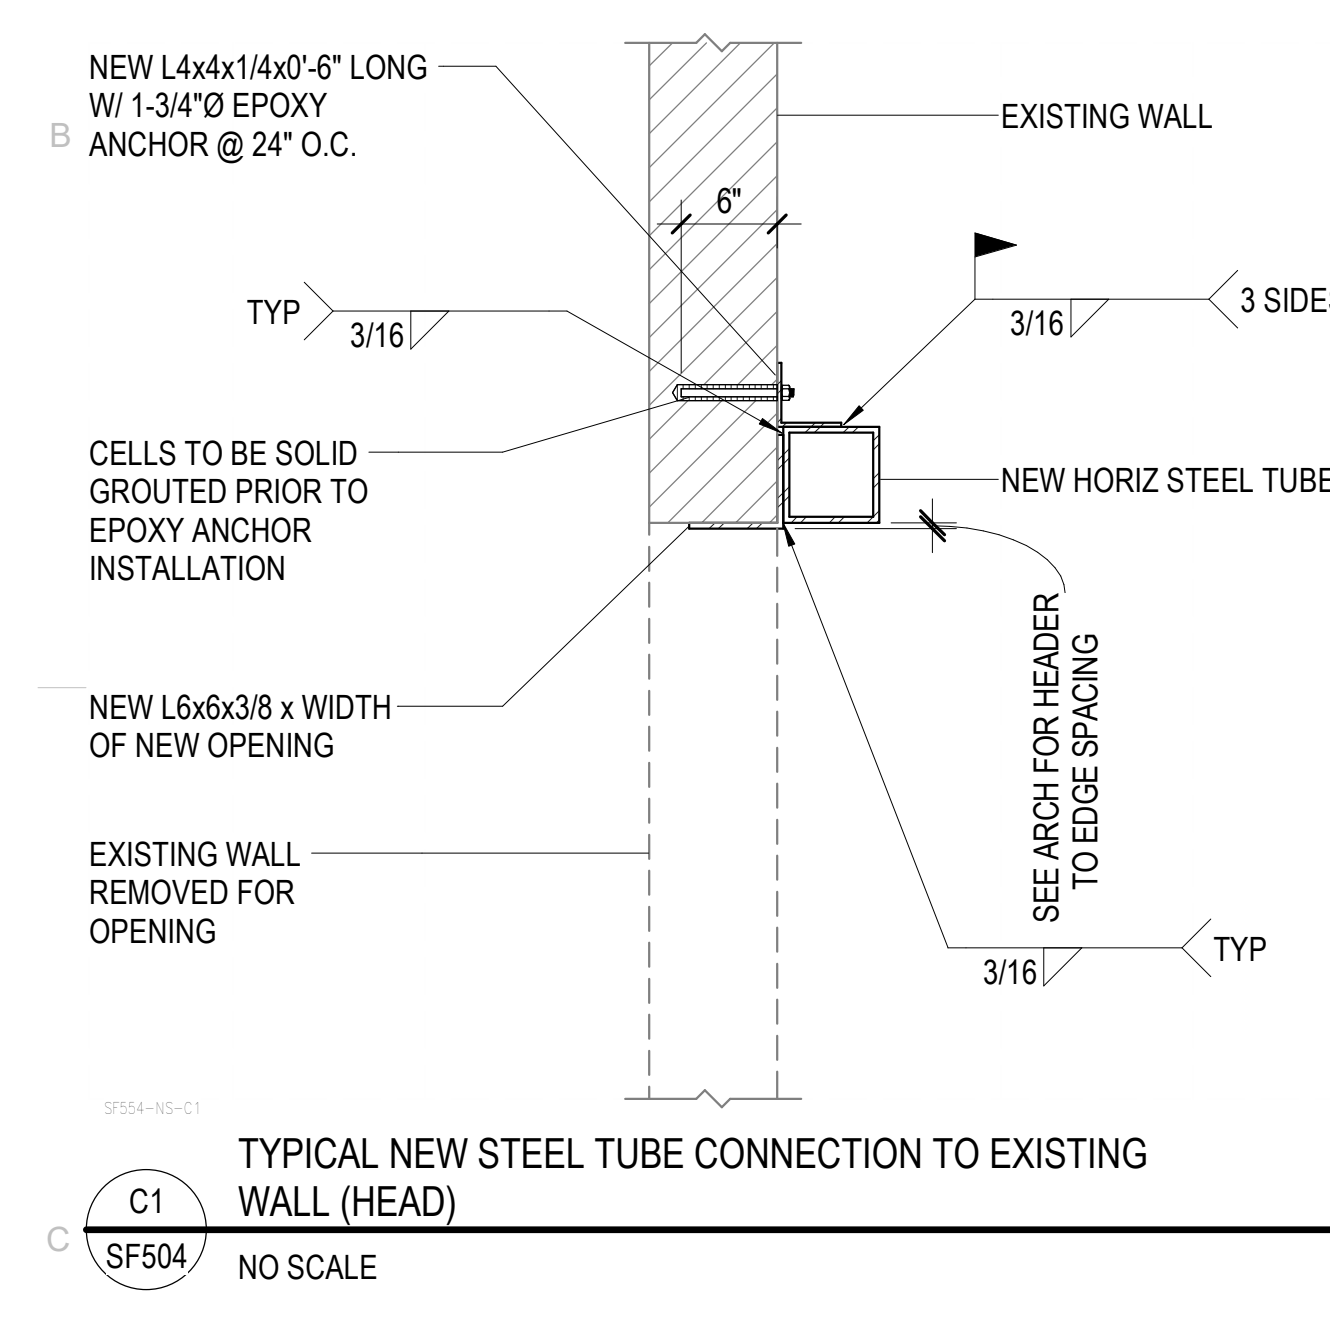 NEW L4x4x1/4x0'-6" LONG
W/ 1-3/4"Ø EPOXY
ANCHOR @ 24" O.C.
B
EXISTING WALL
6"
TYP
3/16
3/16
3 SIDES
CELLS TO BE SOLID
GROUTED PRIOR TO
EPOXY ANCHOR
INSTALLATION
NEW HORIZ STEEL TUBE
SEE ARCH FOR HEADER
TO EDGE SPACING
NEW L6x6x3/8 x WIDTH
OF NEW OPENING
EXISTING WALL
REMOVED FOR
OPENING
3/16
TYP
SF554-NS-C1
TYPICAL NEW STEEL TUBE CONNECTION TO EXISTING
WALL (HEAD)
C1
C
SF504
NO SCALE